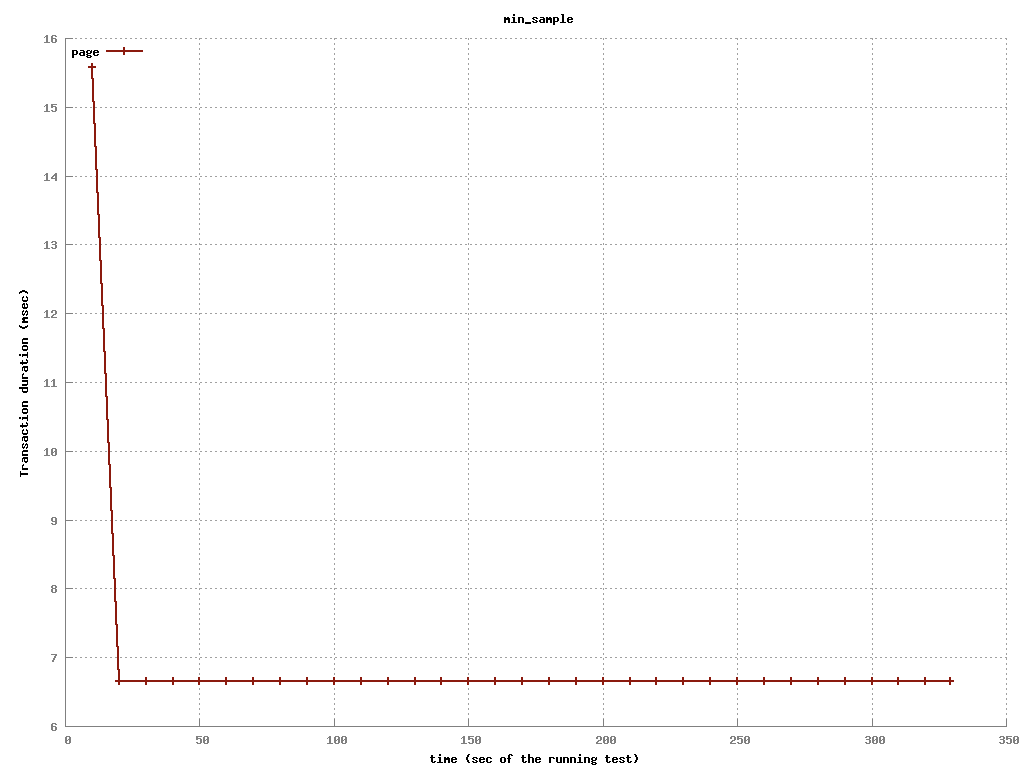 min_sample
page
16
15
14
13
12
11
10
9
8
7
6
Transaction duration (msec)
0 50 100 150 200 250 300 350
time (sec of the running test)